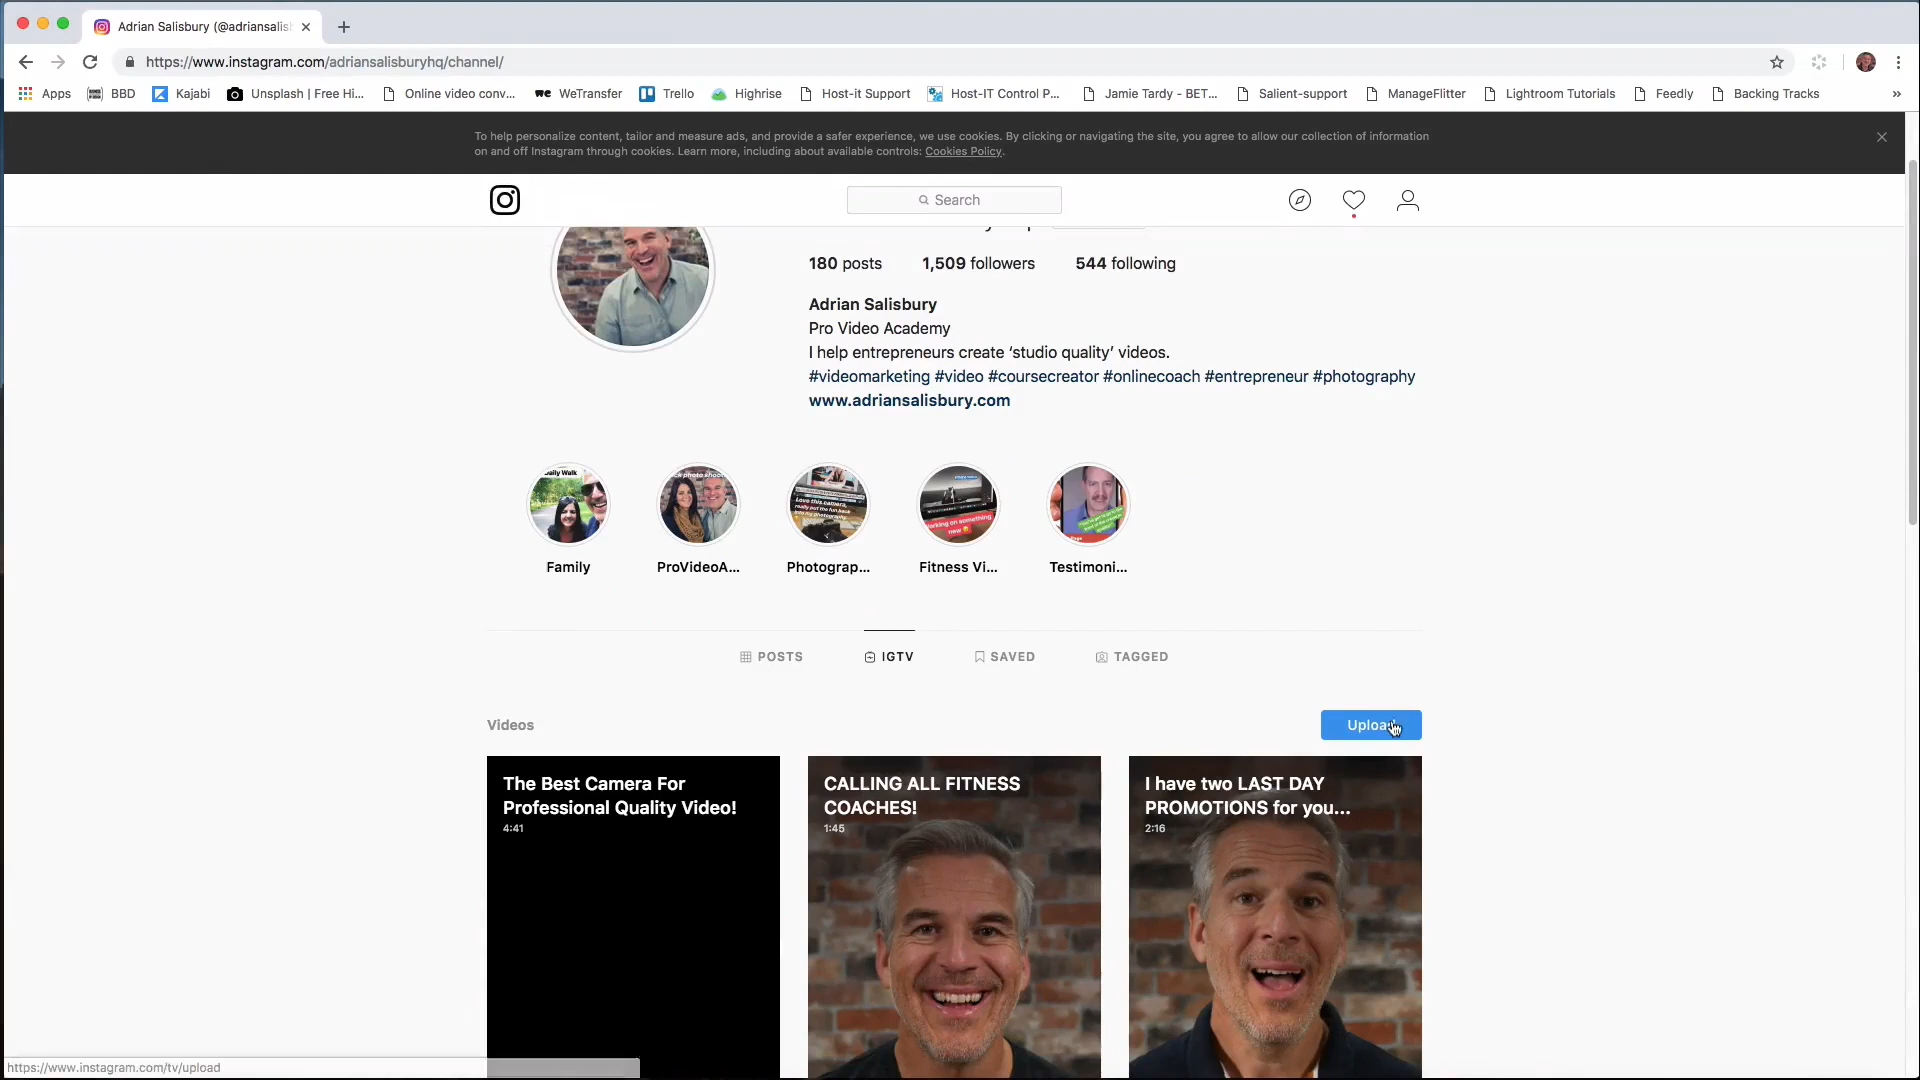 Adrian Salisbury (@adriansalisb
https://www.instagram.com/adriansalisburyhq/channel/
Apps BBD Kajabi Unsplash | Free Hi... Online video conv... WeTransfer Trello Highrise Host-it Support Host-IT Control P... Jamie Tardy - BET... Salient-support ManageFlitter Lightroom Tutorials Feedly Backing Tracks »
To help personalize content, tailor and measure ads, and provide a safer experience, we use cookies. By clicking or navigating the site, you agree to allow our collection of information
on and off Instagram through cookies. Learn more, including about available controls: Cookies Policy.
Search
180 posts 1,509 followers 544 following
Adrian Salisbury
Pro Video Academy
I help entrepreneurs create ‘studio quality’ videos.
#videomarketing #video #coursecreator #onlinecoach #entrepreneur #photography
www.adriansalisbury.com
Family ProVideoA... Photograp... Fitness Vi... Testimoni...
POSTS IGTV SAVED TAGGED
Videos Upload
The Best Camera For
Professional Quality Video!
4:41
CALLING ALL FITNESS
COACHES!
1:45
I have two LAST DAY
PROMOTIONS for you...
2:16
https://www.instagram.com/tv/upload